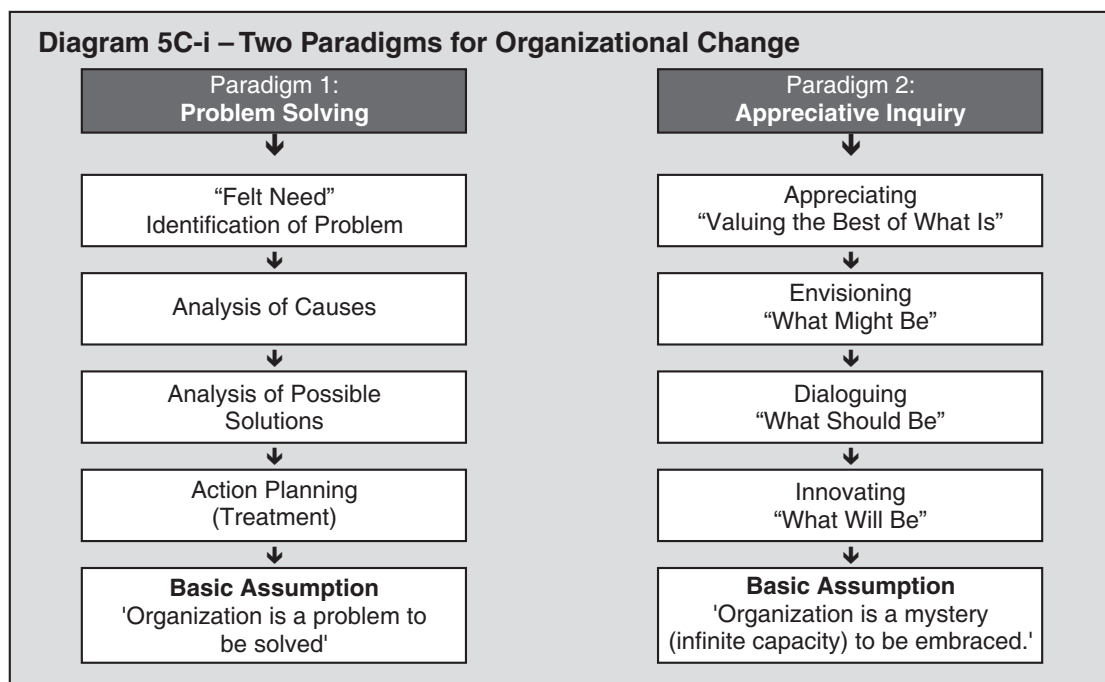 Diagram 5C-i – Two Paradigms for Organizational Change
Paradigm 1:
Problem Solving
“Felt Need”
Identification of Problem
Analysis of Causes
Analysis of Possible
Solutions
Action Planning
(Treatment)
Basic Assumption
'Organization is a problem to
be solved'
Paradigm 2:
Appreciative Inquiry
Appreciating
“Valuing the Best of What Is”
Envisioning
“What Might Be”
Dialoguing
“What Should Be”
Innovating
“What Will Be”
Basic Assumption
'Organization is a mystery
(infinite capacity) to be embraced.'